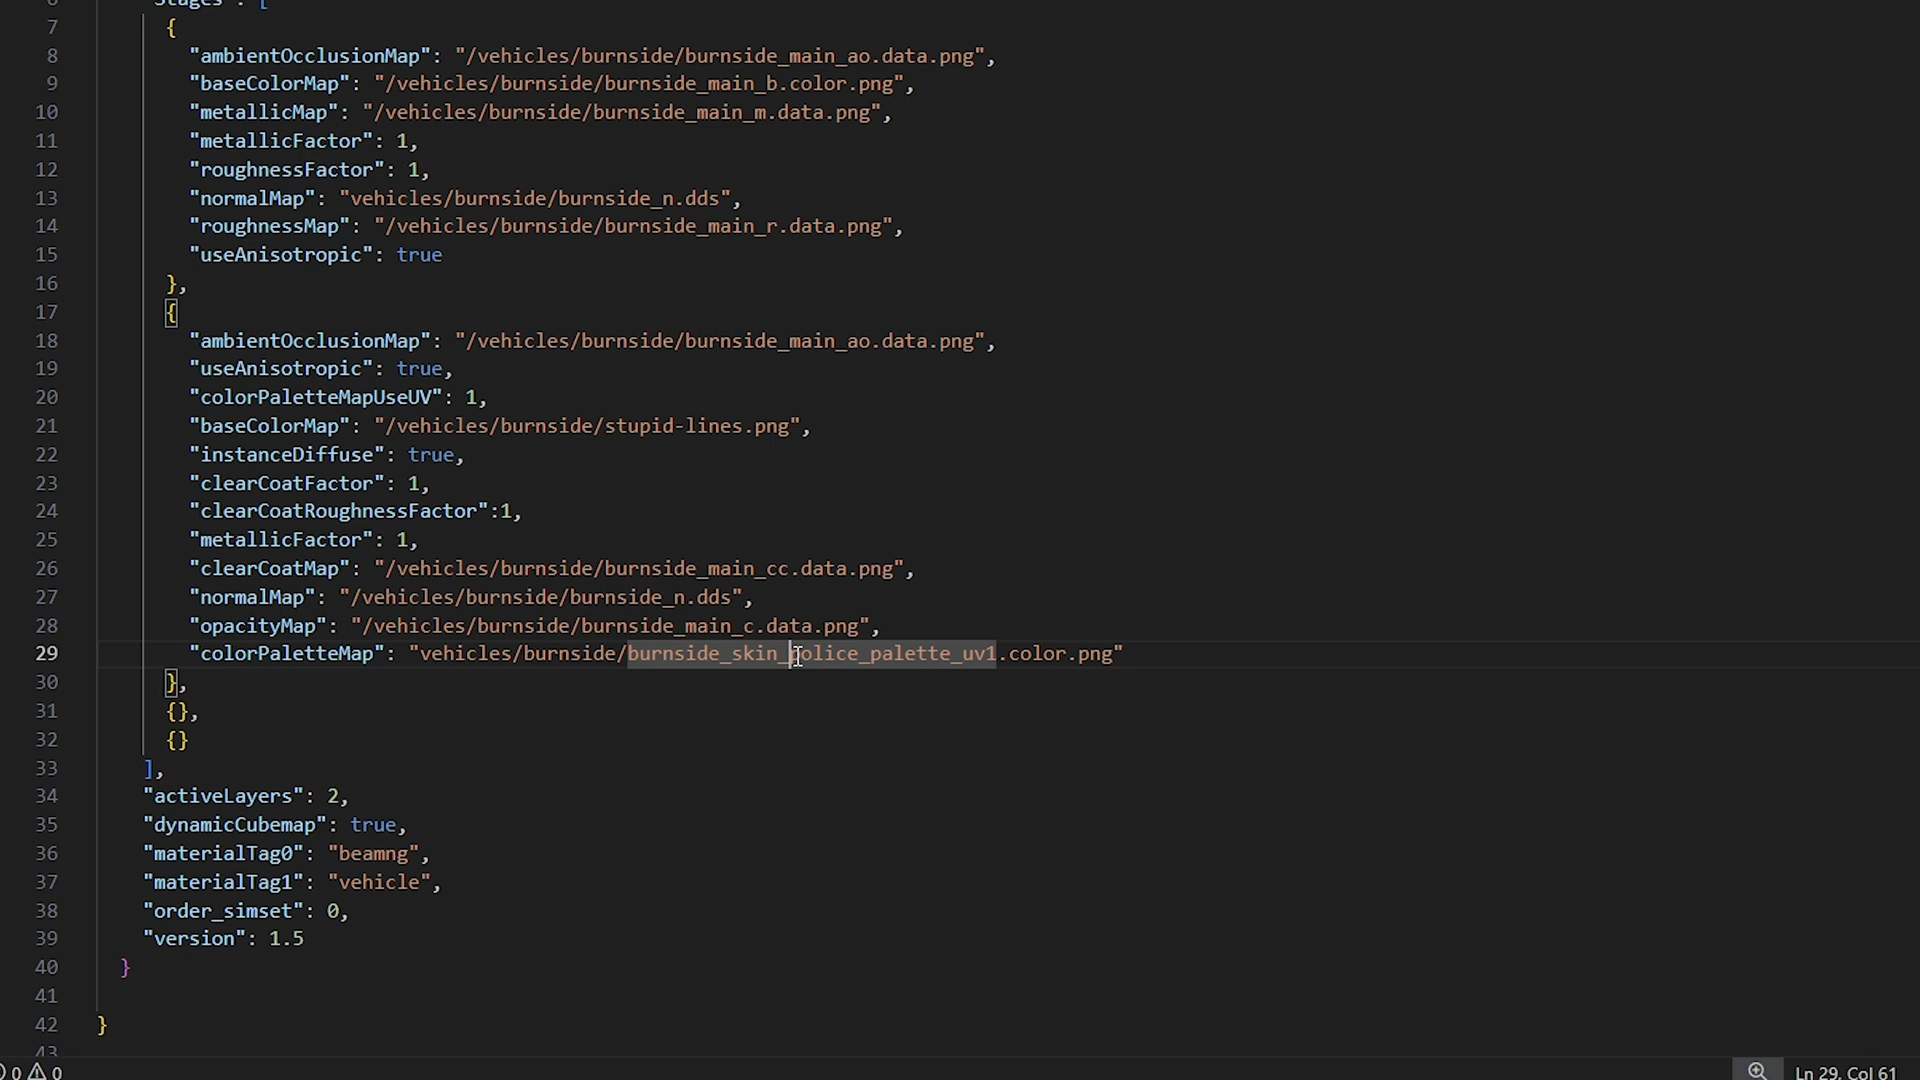 6 "Stages": [
7 {
8 "ambientOcclusionMap": "/vehicles/burnside/burnside_main_ao.data.png",
9 "baseColorMap": "/vehicles/burnside/burnside_main_b.color.png",
10 "metallicMap": "/vehicles/burnside/burnside_main_m.data.png",
11 "metallicFactor": 1,
12 "roughnessFactor": 1,
13 "normalMap": "vehicles/burnside/burnside_n.dds",
14 "roughnessMap": "/vehicles/burnside/burnside_main_r.data.png",
15 "useAnisotropic": true
16 },
17 {
18 "ambientOcclusionMap": "/vehicles/burnside/burnside_main_ao.data.png",
19 "useAnisotropic": true,
20 "colorPaletteMapUseUV": 1,
21 "baseColorMap": "/vehicles/burnside/stupid-lines.png",
22 "instanceDiffuse": true,
23 "clearCoatFactor": 1,
24 "clearCoatRoughnessFactor":1,
25 "metallicFactor": 1,
26 "clearCoatMap": "/vehicles/burnside/burnside_main_cc.data.png",
27 "normalMap": "/vehicles/burnside/burnside_n.dds",
28 "opacityMap": "/vehicles/burnside/burnside_main_c.data.png",
29 "colorPaletteMap": "vehicles/burnside/burnside_skin_police_palette_uv1.color.png"
30 },
31 {},
32 {}
33 ],
34 "activeLayers": 2,
35 "dynamicCubemap": true,
36 "materialTag0": "beamng",
37 "materialTag1": "vehicle",
38 "order_simset": 0,
39 "version": 1.5
40 }
41
42 }
43
0 0 Ln 29, Col 61